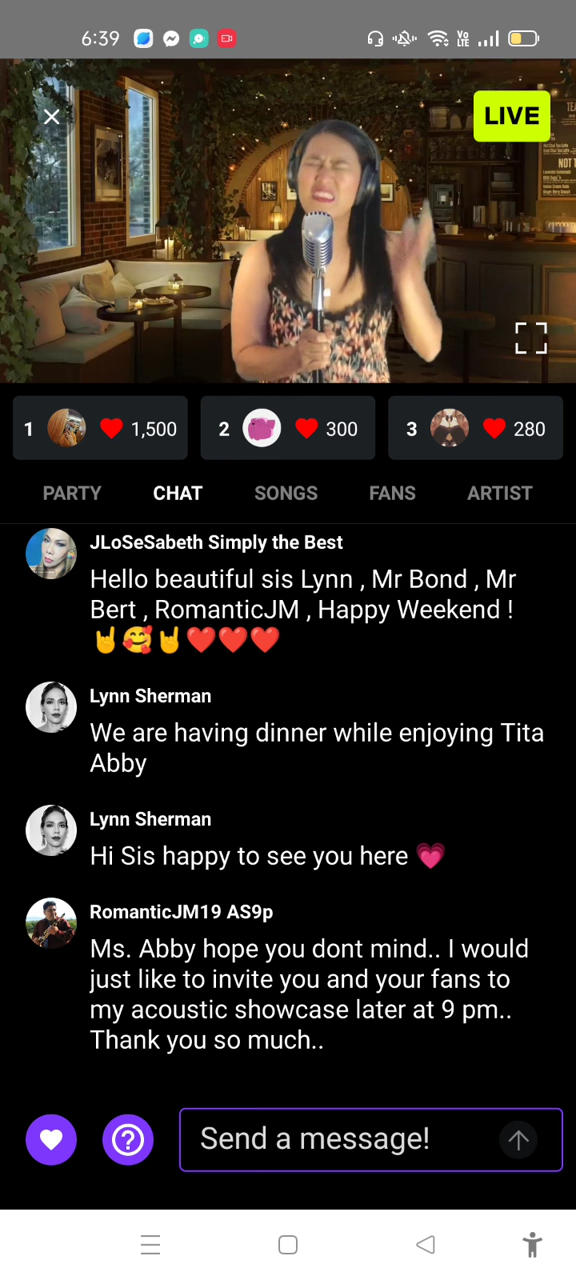 6:39
VO
LTE
LIVE
TEA
NOT T
1 1,500
2 300
3 280
PARTY CHAT SONGS FANS ARTIST
JLoSeSabeth Simply the Best
Hello beautiful sis Lynn , Mr Bond , Mr
Bert , RomanticJM , Happy Weekend !
🤘🥰🤘❤️❤️❤️
Lynn Sherman
We are having dinner while enjoying Tita
Abby
Lynn Sherman
Hi Sis happy to see you here 💗
RomanticJM19 AS9p
Ms. Abby hope you dont mind.. I would
just like to invite you and your fans to
my acoustic showcase later at 9 pm..
Thank you so much..
Send a message!